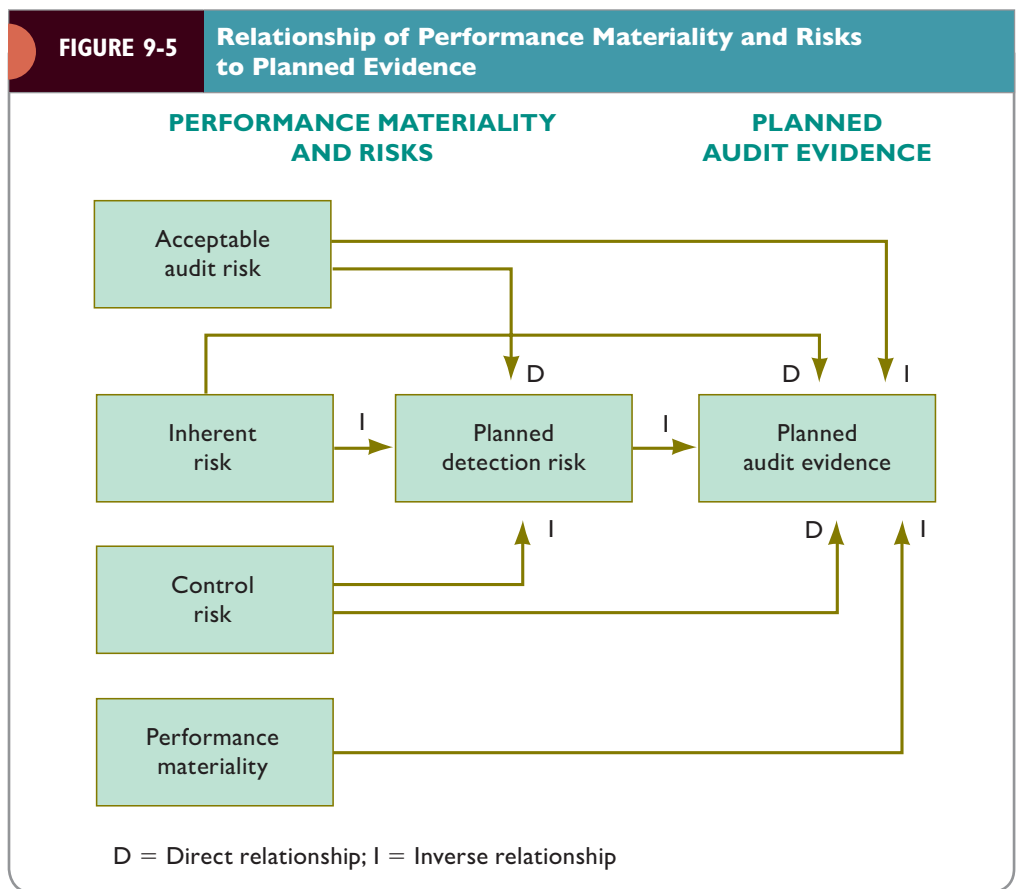 FIGURE 9-5
Relationship of Performance Materiality and Risks
to Planned Evidence
PERFORMANCE MATERIALITY
AND RISKS
PLANNED
AUDIT EVIDENCE
Acceptable
audit risk
D
D
I
Inherent
risk
I
Planned
detection risk
I
Planned
audit evidence
I
D
I
Control
risk
Performance
materiality
D = Direct relationship; I = Inverse relationship